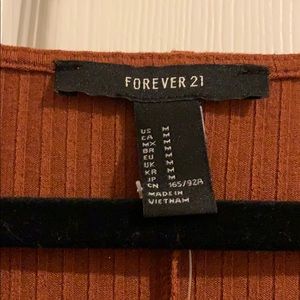 FOREVER 21
US M
CA M
MX M
BR M
EU M
UK M
KR M
JP M
CN 165/92A
MADE IN
VIETNAM